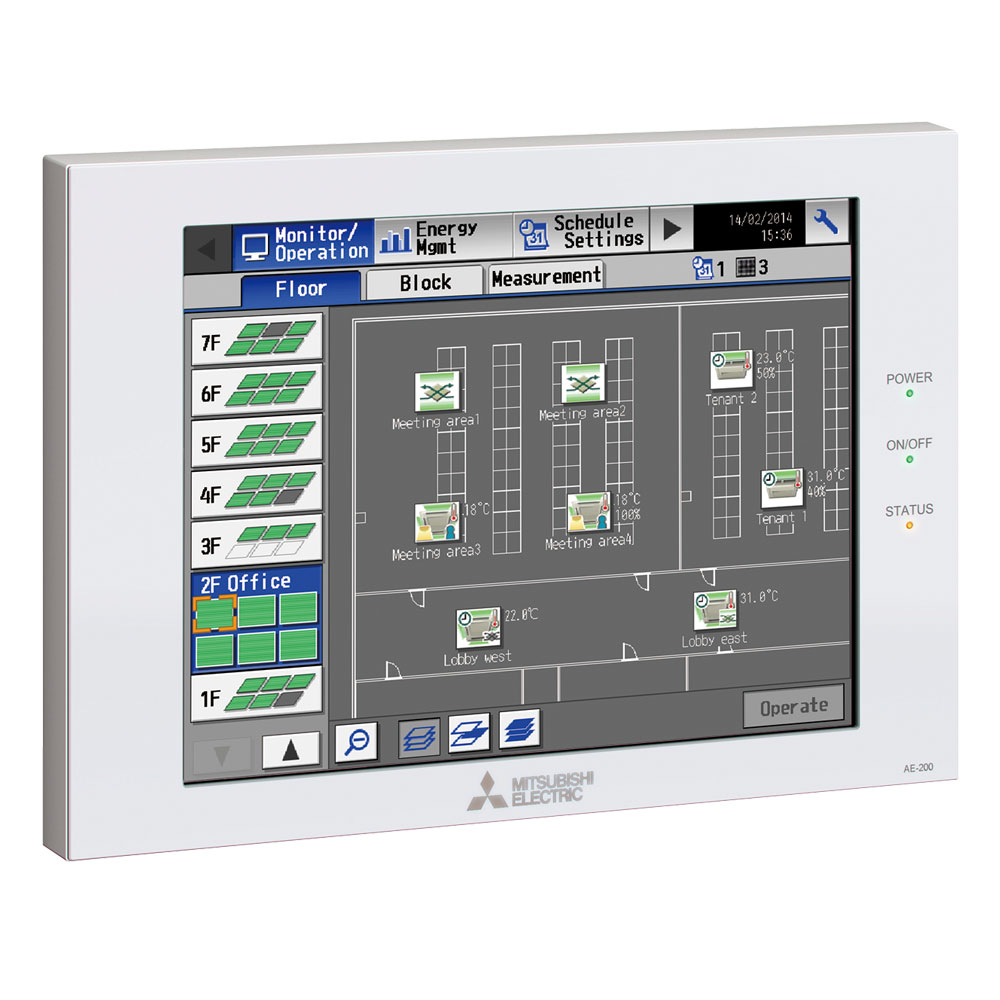 Monitor/
Operation
Energy
Mgmt
Schedule
Settings
14/02/2014
15:36
Floor
Block
Measurement
31 1
3
7F
6F
5F
4F
3F
2F Office
1F
Meeting area1
Meeting area2
23.0°C
50%
Tenant 2
18°C
Meeting area3
18°C
100%
Meeting area4
31.0°C
40%
Tenant 1
22.0℃
Lobby west
31.0°C
Lobby east
Operate
POWER
ON/OFF
STATUS
AE-200
MITSUBISHI
ELECTRIC